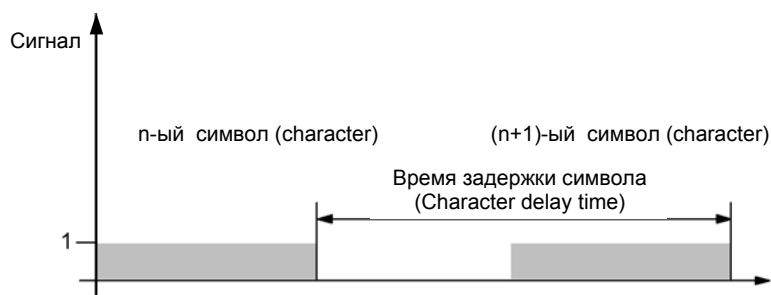 Сигнал
n-ый символ (character)
(n+1)-ый символ (character)
Время задержки символа
(Character delay time)
1